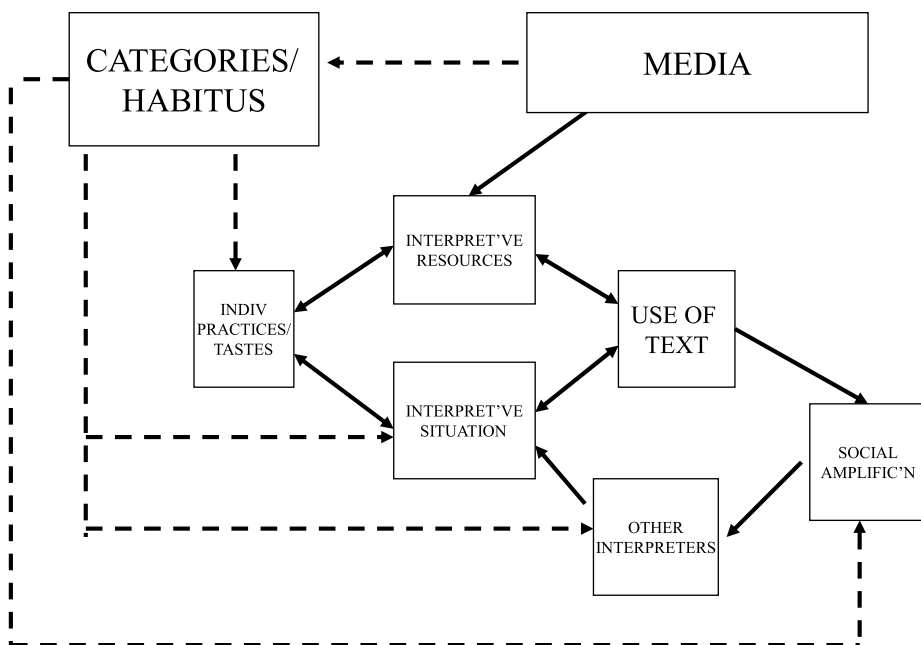 CATEGORIES/
HABITUS
MEDIA
INTERPRET’VE
RESOURCES
INDIV
PRACTICES/
TASTES
USE OF
TEXT
INTERPRET’VE
SITUATION
SOCIAL
AMPLIFIC’N
OTHER
INTERPRETERS